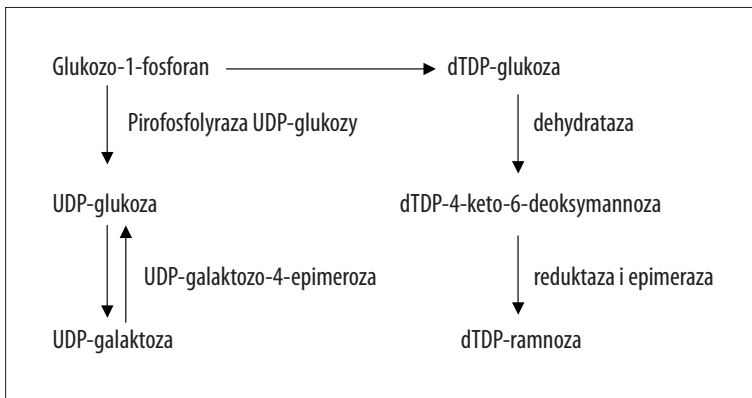 Glukozo-1-fosforan dTDP-glukoza
Pirofosfolyraza UDP-glukozy dehydrataza
UDP-glukoza dTDP-4-keto-6-deoksymannoza
UDP-galaktozo-4-epimeroza reduktaza i epimeraza
UDP-galaktoza dTDP-ramnoza